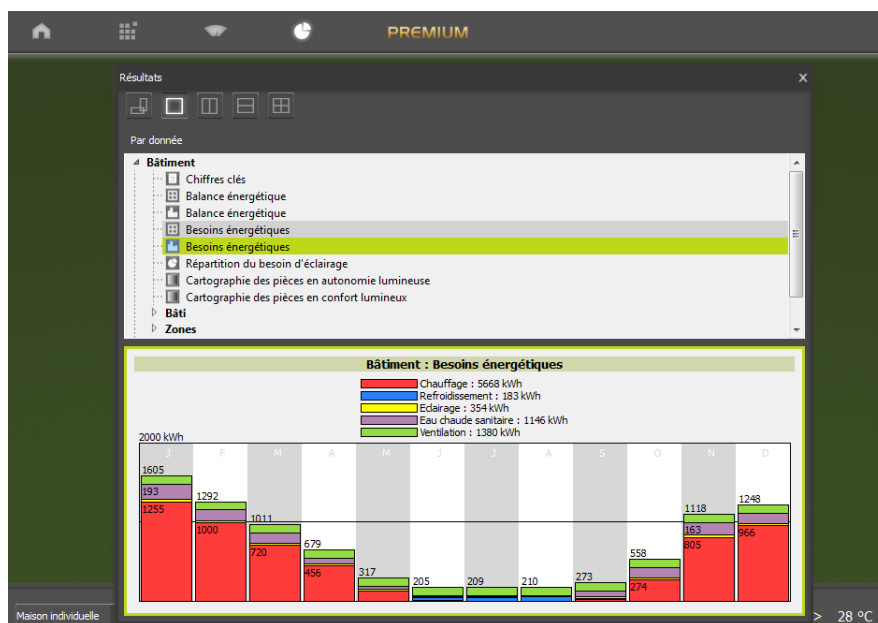 PREMIUM
Résultats
X
Par donnée
Bâtiment
Chiffres clés
Balance énergétique
Balance énergétique
Besoins énergétiques
Besoins énergétiques
Répartition du besoin d'éclairage
Cartographie des pièces en autonomie lumineuse
Cartographie des pièces en confort lumineux
Bâti
Zones
Bâtiment : Besoins énergétiques
Chauffage : 5668 kWh
Refroidissement : 183 kWh
Eclairage : 354 kWh
Eau chaude sanitaire : 1146 kWh
Ventilation : 1380 kWh
2000 kWh
J F M A M J J A S O N D
1605 1292 1011 679 317 205 209 210 273 558 1118 1248
193 163
1255 1000 720 456 274 805 966
Maison individuelle
> 28 °C